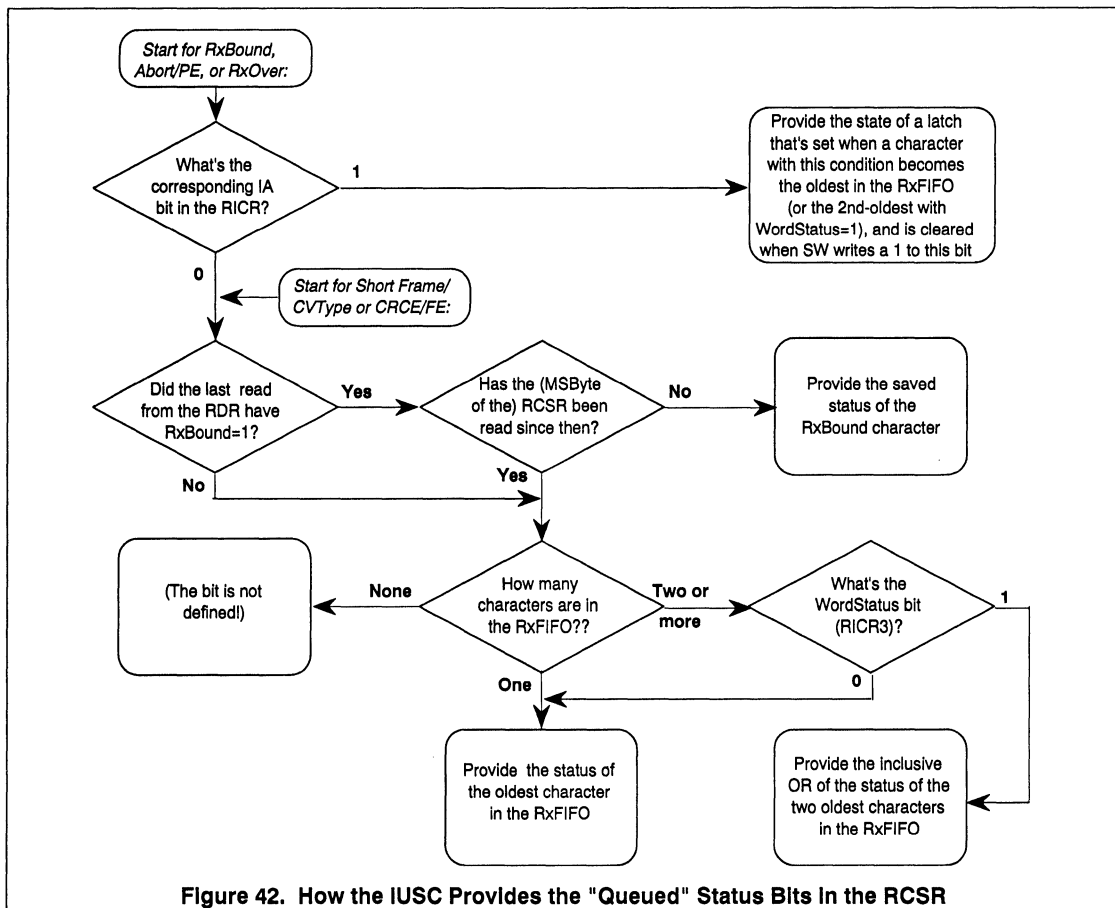 Start for RxBound,
Abort/PE, or RxOver:
What's the
corresponding IA
bit in the RICR?
1
Provide the state of a latch
that's set when a character
with this condition becomes
the oldest in the RxFIFO
(or the 2nd-oldest with
WordStatus=1), and is cleared
when SW writes a 1 to this bit
0
Start for Short Frame/
CVType or CRCE/FE:
Did the last read
from the RDR have
RxBound=1?
Yes
Has the (MSByte
of the) RCSR been
read since then?
No
Provide the saved
status of the
RxBound character
No
Yes
(The bit is not
defined!)
None
How many
characters are in
the RxFIFO??
Two or
more
What's the
WordStatus bit
(RICR3)?
1
One
0
Provide the status of
the oldest character
in the RxFIFO
Provide the inclusive
OR of the status of the
two oldest characters
in the RxFIFO
Figure 42. How the IUSC Provides the "Queued" Status Bits in the RCSR